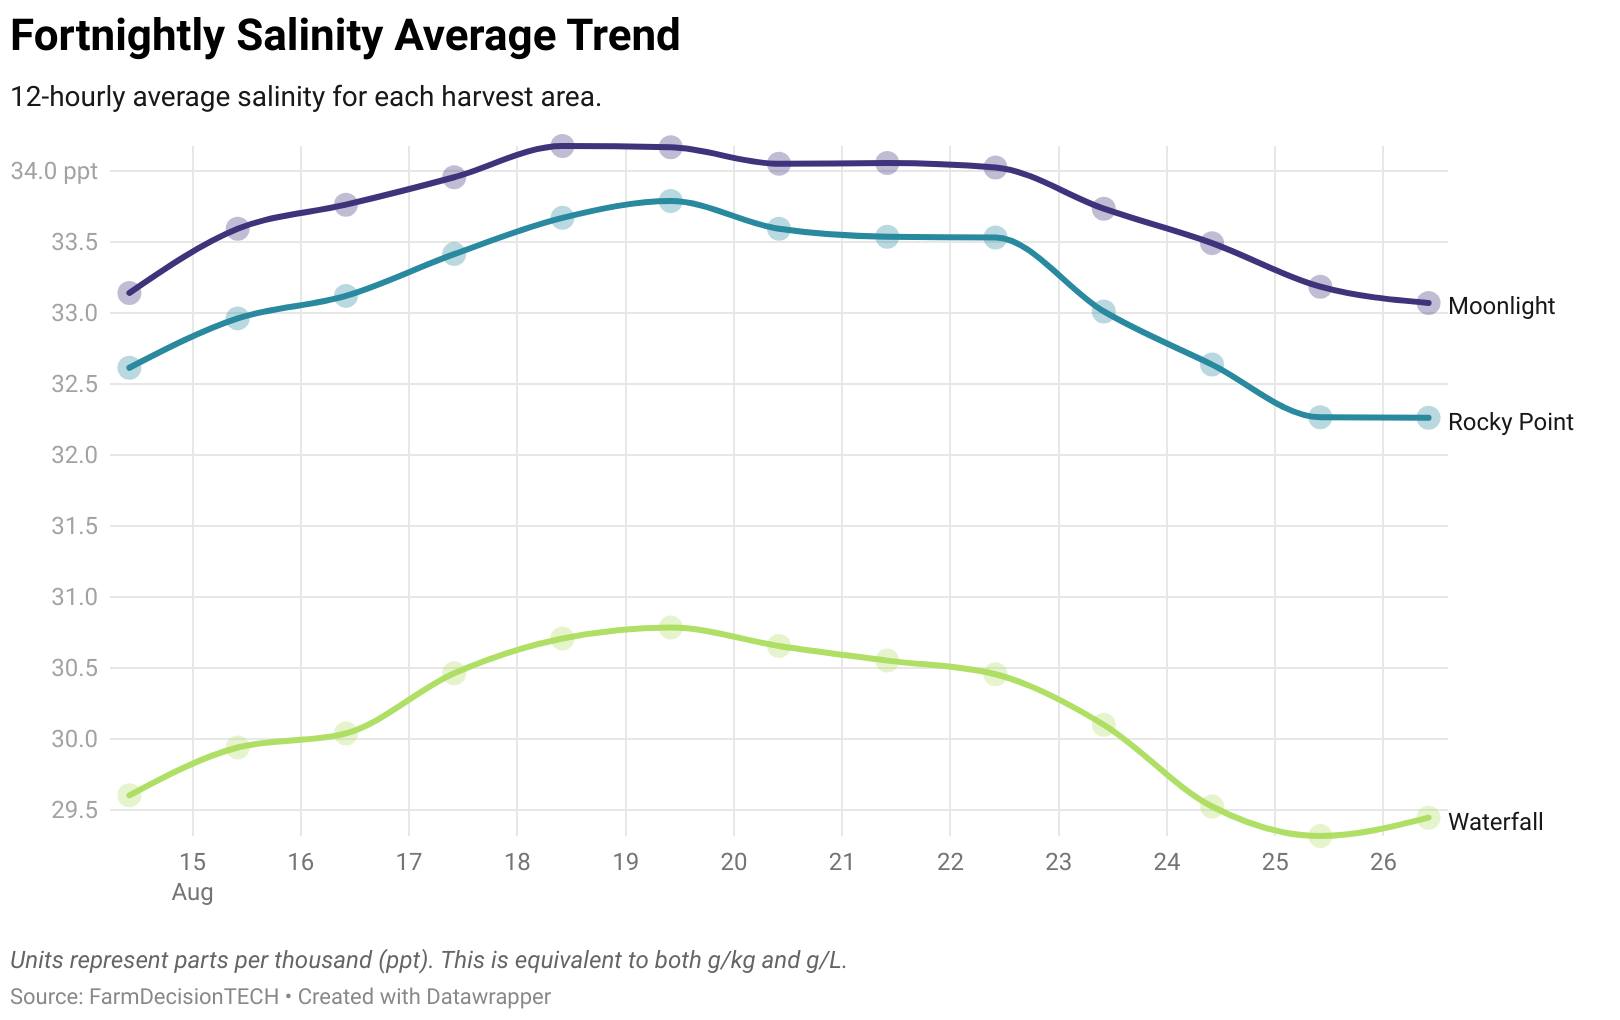 Fortnightly Salinity Average Trend
12-hourly average salinity for each harvest area.
34.0 ppt
33.5
33.0
32.5
32.0
31.5
31.0
30.5
30.0
29.5
Moonlight
Rocky Point
Waterfall
15 16 17 18 19 20 21 22 23 24 25 26
Aug
Units represent parts per thousand (ppt). This is equivalent to both g/kg and g/L.
Source: FarmDecisionTECH • Created with Datawrapper